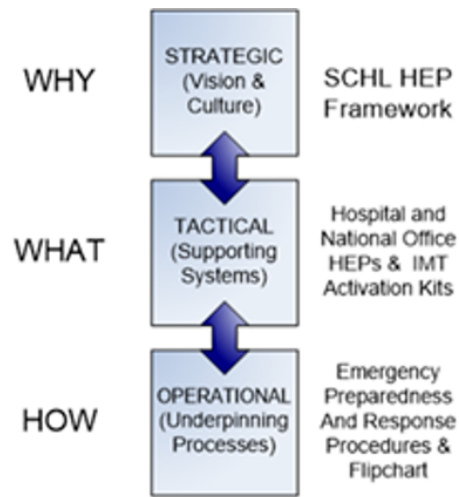 WHY
STRATEGIC
(Vision &
Culture)
SCHL HEP
Framework
WHAT
TACTICAL
(Supporting
Systems)
Hospital and
National Office
HEPs & IMT
Activation Kits
HOW
OPERATIONAL
(Underpinning
Processes)
Emergency
Preparedness
And Response
Procedures &
Flipchart